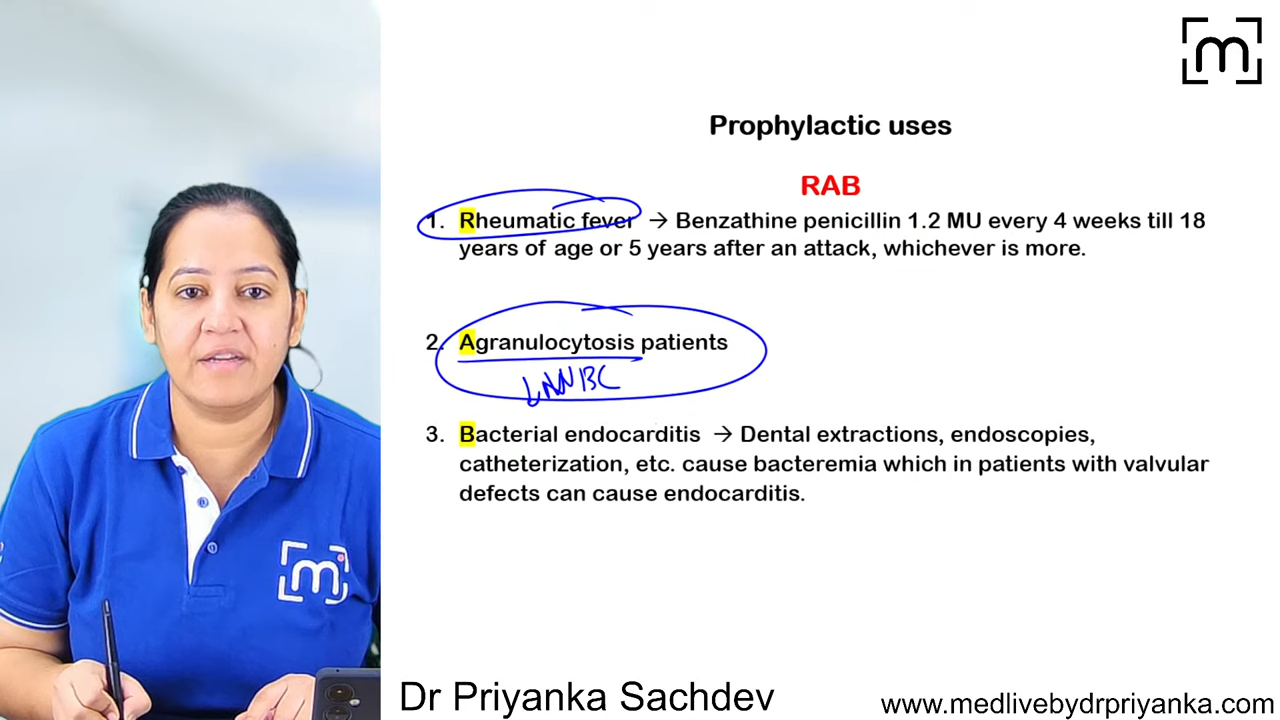 m
Prophylactic uses
RAB
1. Rheumatic fever → Benzathine penicillin 1.2 MU every 4 weeks till 18
years of age or 5 years after an attack, whichever is more.
2. Agranulocytosis patients
3. Bacterial endocarditis → Dental extractions, endoscopies,
catheterization, etc. cause bacteremia which in patients with valvular
defects can cause endocarditis.
m
Dr Priyanka Sachdev
www.medlivebydrpriyanka.com